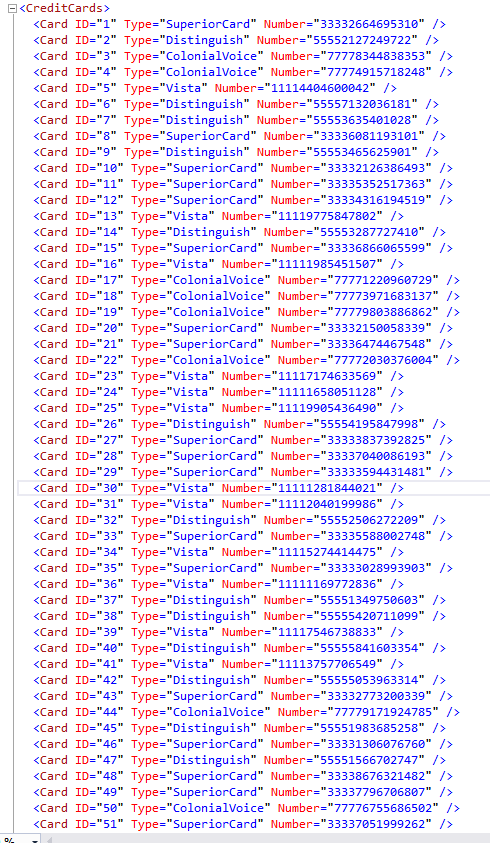 <CreditCards>
<Card ID="1" Type="SuperiorCard" Number="33332664695310" />
<Card ID="2" Type="Distinguish" Number="55552127249722" />
<Card ID="3" Type="ColonialVoice" Number="77778344838353" />
<Card ID="4" Type="ColonialVoice" Number="77774915718248" />
<Card ID="5" Type="Vista" Number="11114404600042" />
<Card ID="6" Type="Distinguish" Number="55557132036181" />
<Card ID="7" Type="Distinguish" Number="55553635401028" />
<Card ID="8" Type="SuperiorCard" Number="33336081193101" />
<Card ID="9" Type="Distinguish" Number="55553465625901" />
<Card ID="10" Type="SuperiorCard" Number="33332126386493" />
<Card ID="11" Type="SuperiorCard" Number="33335352517363" />
<Card ID="12" Type="SuperiorCard" Number="33334316194519" />
<Card ID="13" Type="Vista" Number="11119775847802" />
<Card ID="14" Type="Distinguish" Number="55553287727410" />
<Card ID="15" Type="SuperiorCard" Number="33336866065599" />
<Card ID="16" Type="Vista" Number="11111985451507" />
<Card ID="17" Type="ColonialVoice" Number="77771220960729" />
<Card ID="18" Type="ColonialVoice" Number="77773971683137" />
<Card ID="19" Type="ColonialVoice" Number="77779803886862" />
<Card ID="20" Type="SuperiorCard" Number="33332150058339" />
<Card ID="21" Type="SuperiorCard" Number="33336474467548" />
<Card ID="22" Type="ColonialVoice" Number="77772030376004" />
<Card ID="23" Type="Vista" Number="11117174633569" />
<Card ID="24" Type="Vista" Number="11111658051128" />
<Card ID="25" Type="Vista" Number="11119905436490" />
<Card ID="26" Type="Distinguish" Number="55554195847998" />
<Card ID="27" Type="SuperiorCard" Number="33333837392825" />
<Card ID="28" Type="SuperiorCard" Number="33337040086193" />
<Card ID="29" Type="SuperiorCard" Number="33333594431481" />
<Card ID="30" Type="Vista" Number="11111281844021" />
<Card ID="31" Type="Vista" Number="11112040199986" />
<Card ID="32" Type="Distinguish" Number="55552506272209" />
<Card ID="33" Type="SuperiorCard" Number="33335588002748" />
<Card ID="34" Type="Vista" Number="11115274414475" />
<Card ID="35" Type="SuperiorCard" Number="33333028993903" />
<Card ID="36" Type="Vista" Number="11111169772836" />
<Card ID="37" Type="Distinguish" Number="55551349750603" />
<Card ID="38" Type="Distinguish" Number="55555420711099" />
<Card ID="39" Type="Vista" Number="11117546738833" />
<Card ID="40" Type="Distinguish" Number="55555841603354" />
<Card ID="41" Type="Vista" Number="11113757706549" />
<Card ID="42" Type="Distinguish" Number="55555053963314" />
<Card ID="43" Type="SuperiorCard" Number="33332773200339" />
<Card ID="44" Type="ColonialVoice" Number="77779171924785" />
<Card ID="45" Type="Distinguish" Number="55551983685258" />
<Card ID="46" Type="SuperiorCard" Number="33331306076760" />
<Card ID="47" Type="Distinguish" Number="55551566702747" />
<Card ID="48" Type="SuperiorCard" Number="33338676321482" />
<Card ID="49" Type="SuperiorCard" Number="33337796706807" />
<Card ID="50" Type="ColonialVoice" Number="77776755686502" />
<Card ID="51" Type="SuperiorCard" Number="33337051999262" />
%